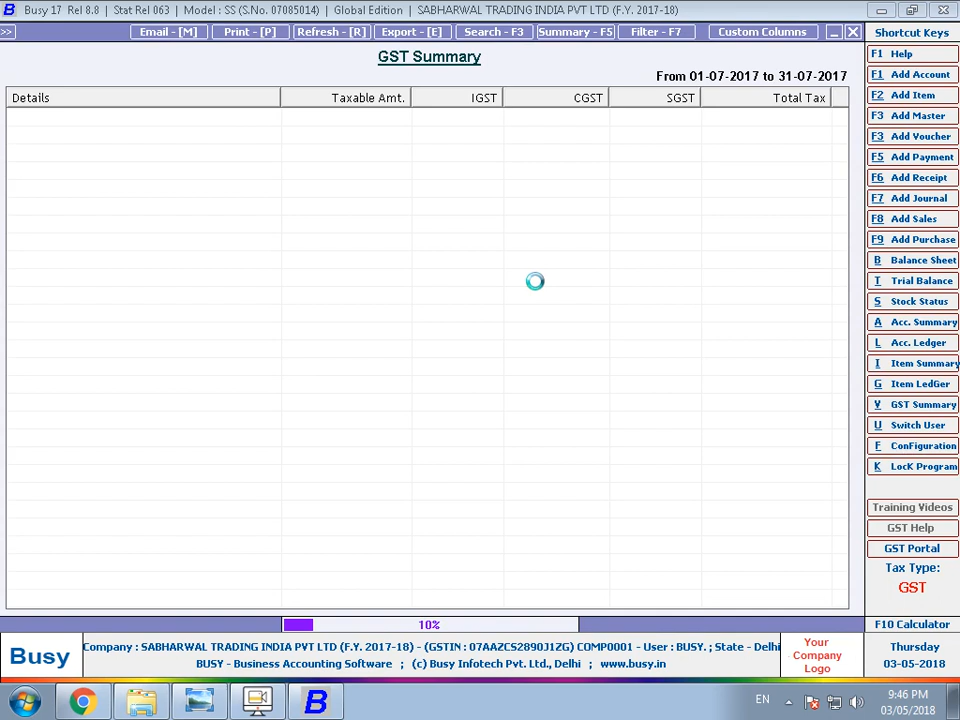 Busy 17 Rel 8.8 | Stat Rel 063 | Model : SS (S.No. 07085014) | Global Edition | SABHARWAL TRADING INDIA PVT LTD (F.Y. 2017-18)
>> Email - [M] Print - [P] Refresh - [R] Export - [E] Search - F3 Summary - F5 Filter - F7 Custom Columns
GST Summary
From 01-07-2017 to 31-07-2017
Details Taxable Amt. IGST CGST SGST Total Tax
Shortcut Keys
F1 Help
F1 Add Account
F2 Add Item
F3 Add Master
F3 Add Voucher
F5 Add Payment
F6 Add Receipt
F7 Add Journal
F8 Add Sales
F9 Add Purchase
B Balance Sheet
T Trial Balance
S Stock Status
A Acc. Summary
L Acc. Ledger
I Item Summary
G Item LedGer
Y GST Summary
U Switch User
F ConFiguration
K LocK Program
Training Videos
GST Help
GST Portal
Tax Type:
GST
10%
F10 Calculator
Busy
Company : SABHARWAL TRADING INDIA PVT LTD (F.Y. 2017-18) - (GSTIN : 07AAZCS2890J1ZG) COMP0001 - User : BUSY. ; State - Delhi
BUSY - Business Accounting Software ; (c) Busy Infotech Pvt. Ltd., Delhi ; www.busy.in
Your
Company
Logo
Thursday
03-05-2018
EN
9:46 PM
03/05/2018